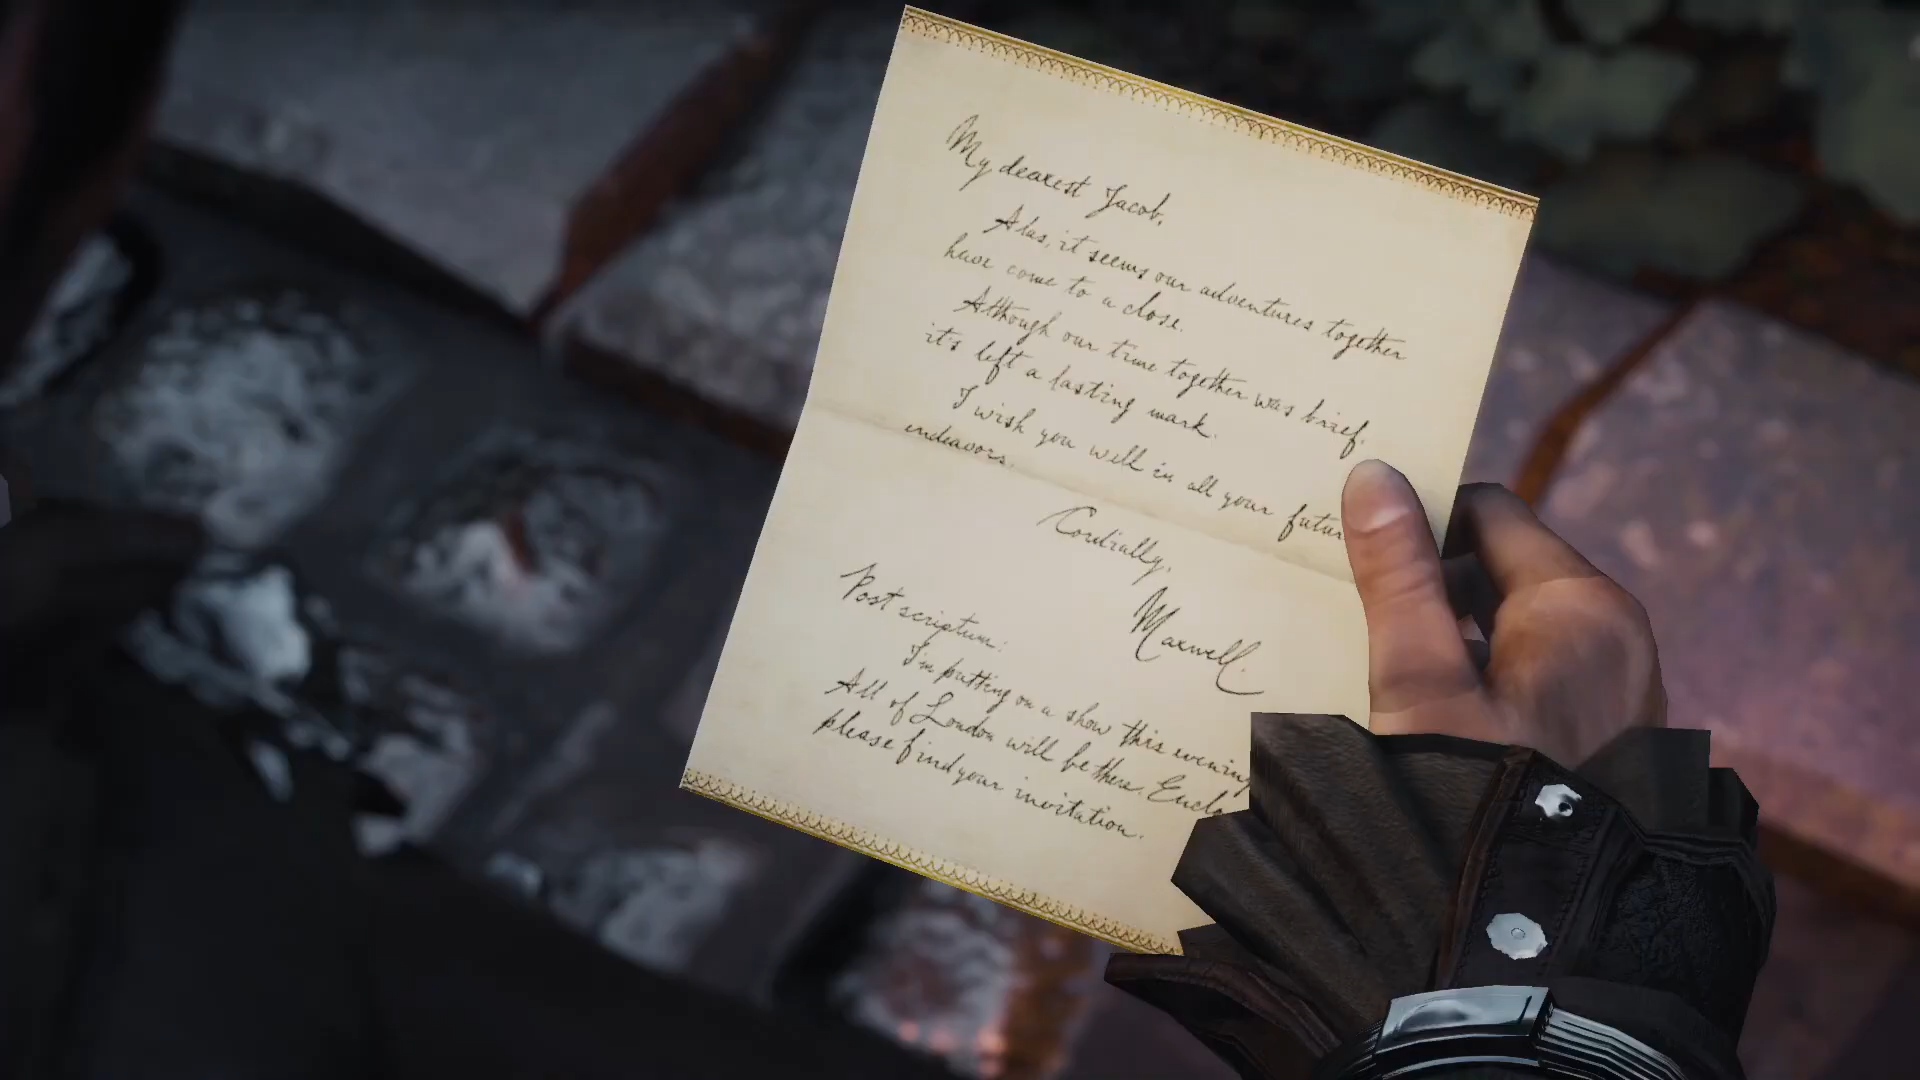 My dearest Jacob,
Alas, it seems our adventures together
have come to a close.
Although our time together was brief,
it's left a lasting mark.
I wish you well in all your futur
endeavors.
Cordially,
Maxwell.
Post scriptum:
I'm putting on a show this evening
All of London will be there. Enclo
please find your invitation.